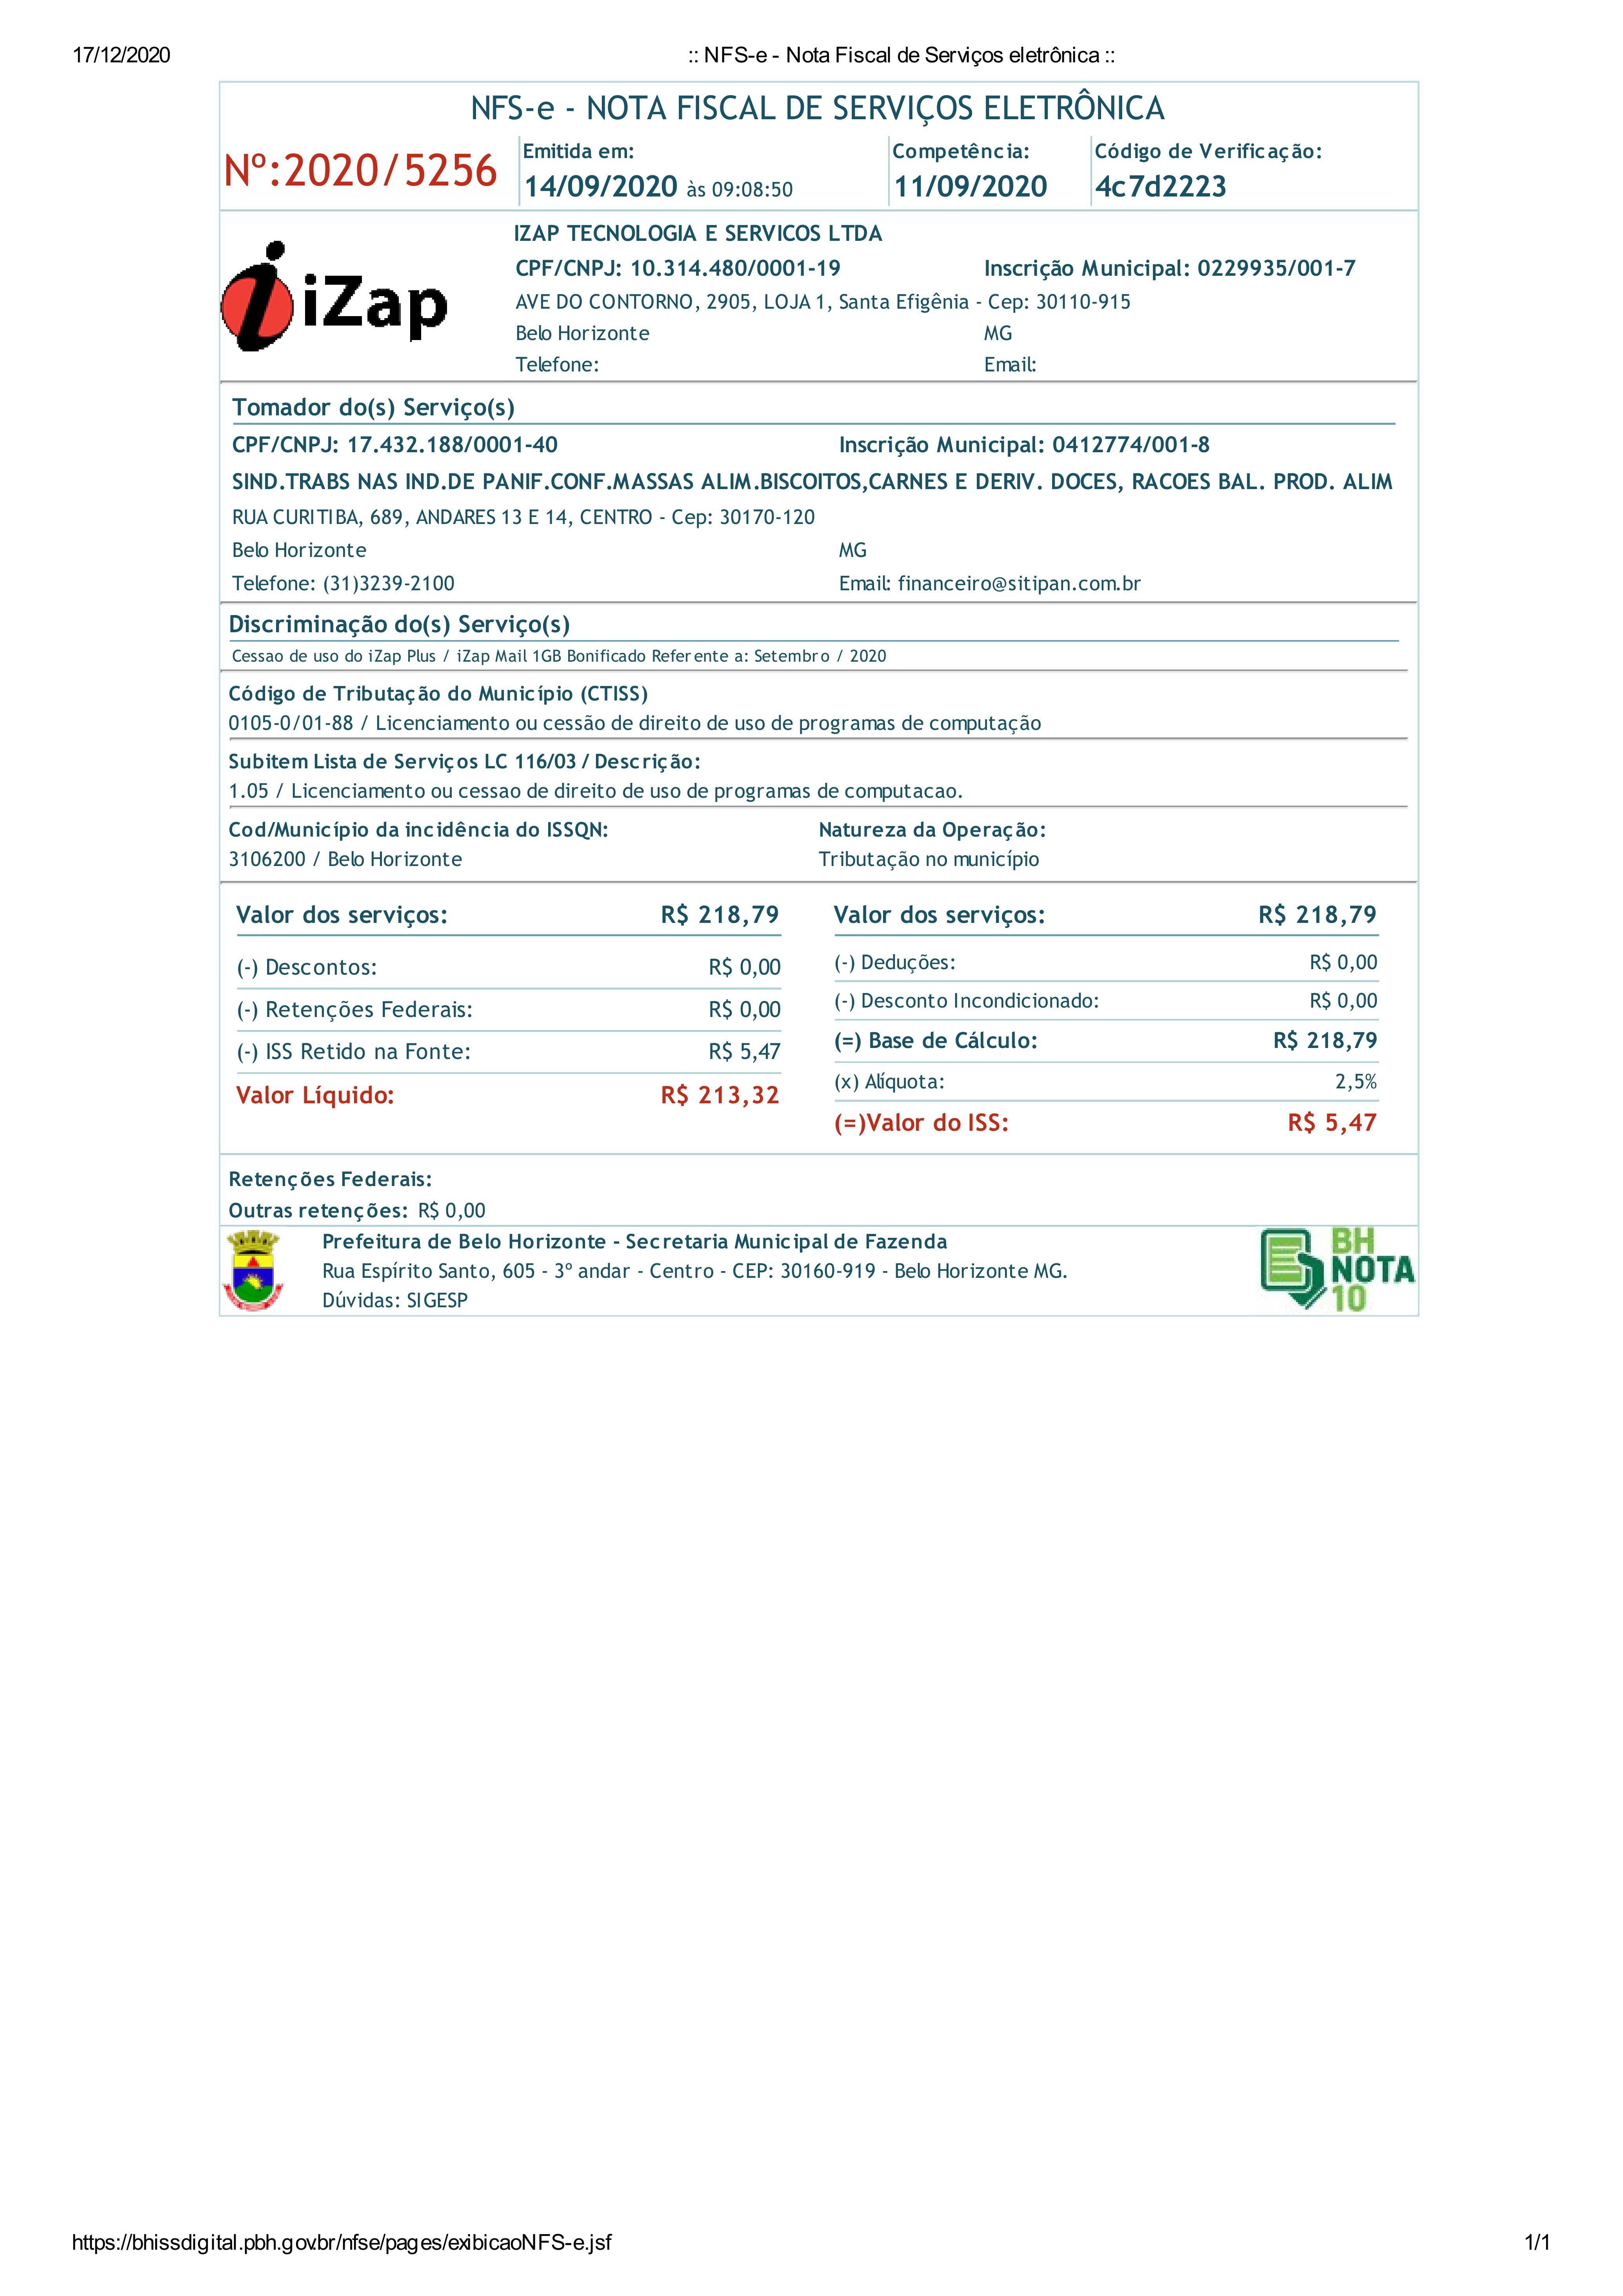 17/12/2020 :: NFS-e - Nota Fiscal de Serviços eletrônica ::
NFS-e - NOTA FISCAL DE SERVIÇOS ELETRÔNICA
Nº:2020/5256
Emitida em: Competência: Código de Verificação:
14/09/2020 às 09:08:50 11/09/2020 4c7d2223
iZap
IZAP TECNOLOGIA E SERVICOS LTDA
CPF/CNPJ: 10.314.480/0001-19 Inscrição Municipal: 0229935/001-7
AVE DO CONTORNO, 2905, LOJA 1, Santa Efigênia - Cep: 30110-915
Belo Horizonte MG
Telefone: Email:
Tomador do(s) Serviço(s)
CPF/CNPJ: 17.432.188/0001-40 Inscrição Municipal: 0412774/001-8
SIND.TRABS NAS IND.DE PANIF.CONF.MASSAS ALIM.BISCOITOS,CARNES E DERIV. DOCES, RACOES BAL. PROD. ALIM
RUA CURITIBA, 689, ANDARES 13 E 14, CENTRO - Cep: 30170-120
Belo Horizonte MG
Telefone: (31)3239-2100 Email: financeiro@sitipan.com.br
Discriminação do(s) Serviço(s)
Cessao de uso do iZap Plus / iZap Mail 1GB Bonificado Referente a: Setembro / 2020
Código de Tributação do Município (CTISS)
0105-0/01-88 / Licenciamento ou cessão de direito de uso de programas de computação
Subitem Lista de Serviços LC 116/03 / Descrição:
1.05 / Licenciamento ou cessao de direito de uso de programas de computacao.
Cod/Município da incidência do ISSQN: Natureza da Operação:
3106200 / Belo Horizonte Tributação no município
Valor dos serviços: R$ 218,79
(-) Descontos: R$ 0,00
(-) Retenções Federais: R$ 0,00
(-) ISS Retido na Fonte: R$ 5,47
Valor Líquido: R$ 213,32
Valor dos serviços: R$ 218,79
(-) Deduções: R$ 0,00
(-) Desconto Incondicionado: R$ 0,00
(=) Base de Cálculo: R$ 218,79
(x) Alíquota: 2,5%
(=)Valor do ISS: R$ 5,47
Retenções Federais:
Outras retenções: R$ 0,00
Prefeitura de Belo Horizonte - Secretaria Municipal de Fazenda
Rua Espírito Santo, 605 - 3º andar - Centro - CEP: 30160-919 - Belo Horizonte MG.
Dúvidas: SIGESP
BH
NOTA
10
https://bhissdigital.pbh.gov.br/nfse/pages/exibicaoNFS-e.jsf 1/1